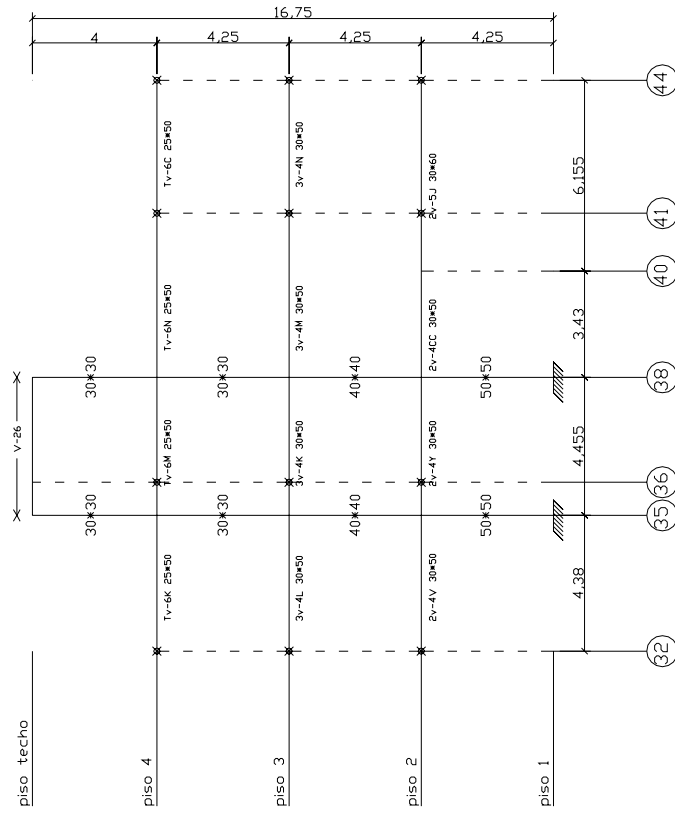 16,75
4
4,25
4,25
4,25
44
Tv-6C 25*50
3v-4N 30*50
2v-5J 30*60
6,155
41
40
Tv-6N 25*50
3v-4M 30*50
2v-4CC 30*50
3,43
V-26
30*30
30*30
40*40
50*50
38
Tv-6M 25*50
3v-4K 30*50
2v-4Y 30*50
4,455
36
30*30
30*30
40*40
50*50
35
Tv-6K 25*50
3v-4L 30*50
2v-4V 30*50
4,38
32
piso techo
piso 4
piso 3
piso 2
piso 1